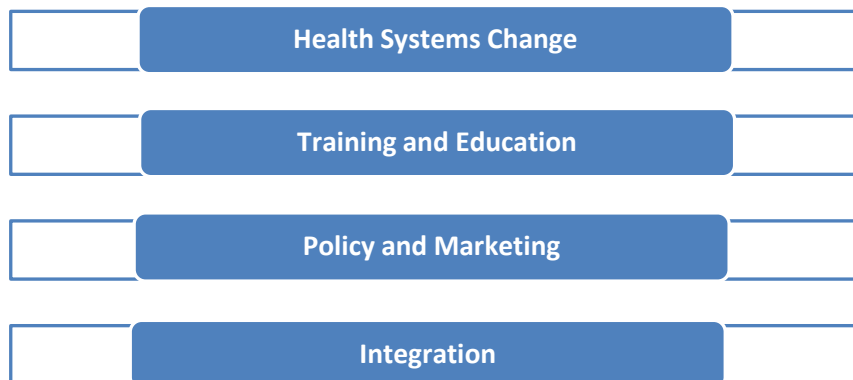 Health Systems Change
Training and Education
Policy and Marketing
Integration